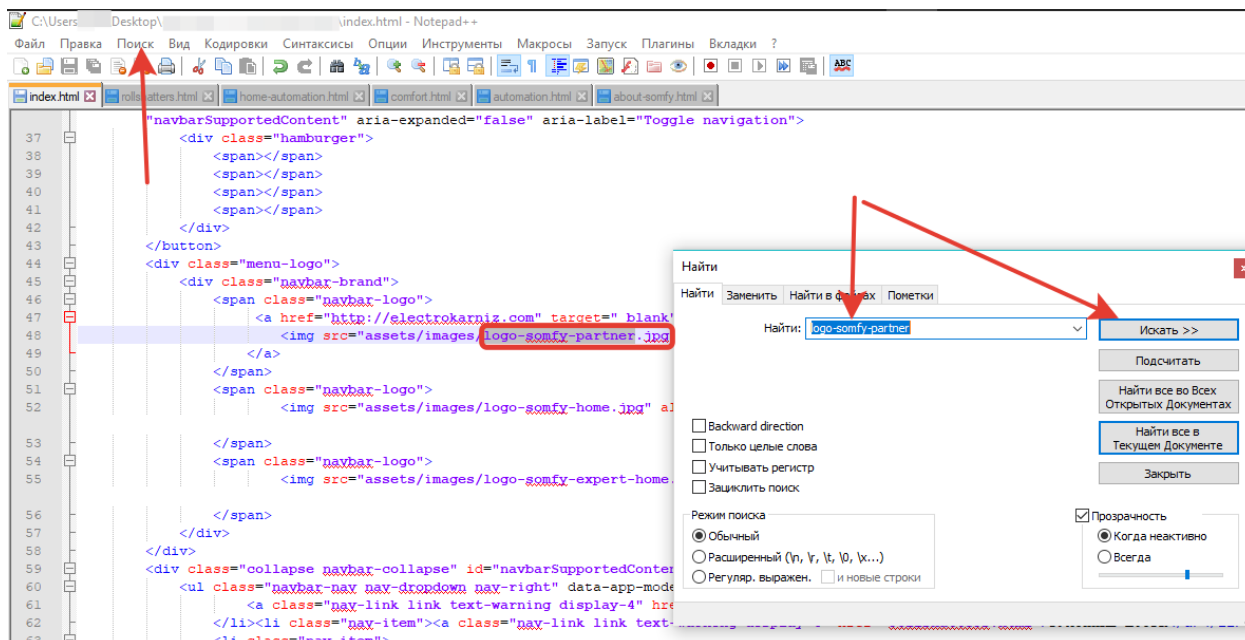 C:\Users Desktop\ \index.html - Notepad++
Файл Правка Поиск Вид Кодировки Синтаксисы Опции Инструменты Макросы Запуск Плагины Вкладки ?
ABC
index.html rollshatters.html home-automation.html comfort.html automation.html about-somfy.html
"navbarSupportedContent" aria-expanded="false" aria-label="Toggle navigation">
37 <div class="hamburger">
38 <span></span>
39 <span></span>
40 <span></span>
41 <span></span>
42 </div>
43 </button>
44 <div class="menu-logo">
45 <div class="navbar-brand">
46 <span class="navbar-logo">
47 <a href="http://electrokarniz.com" target="_blank"
48 <img src="assets/images/logo-somfy-partner.jpg
49 </a>
50 </span>
51 <span class="navbar-logo">
52 <img src="assets/images/logo-somfy-home.jpg" al
53 </span>
54 <span class="navbar-logo">
55 <img src="assets/images/logo-somfy-expert-home.
56 </span>
57 </div>
58 </div>
59 <div class="collapse navbar-collapse" id="navbarSupportedConten
60 <ul class="navbar-nav nav-dropdown nav-right" data-app-mode
61 <a class="nav-link link text-warning display-4" hre
62 </li><li class="nav-item"><a class="nav-link link text-
63 <li class="nav-item">
Найти
Найти Заменить Найти в файлах Пометки
Найти: logo-somfy-partner
Искать >>
Подсчитать
Найти все во Всех
Открытых Документах
Найти все в
Текущем Документе
Закрыть
Backward direction
Только целые слова
Учитывать регистр
Зациклить поиск
Режим поиска
Обычный
Расширенный (\n, \r, \t, \0, \x...)
Регуляр. выражен. и новые строки
Прозрачность
Когда неактивно
Всегда